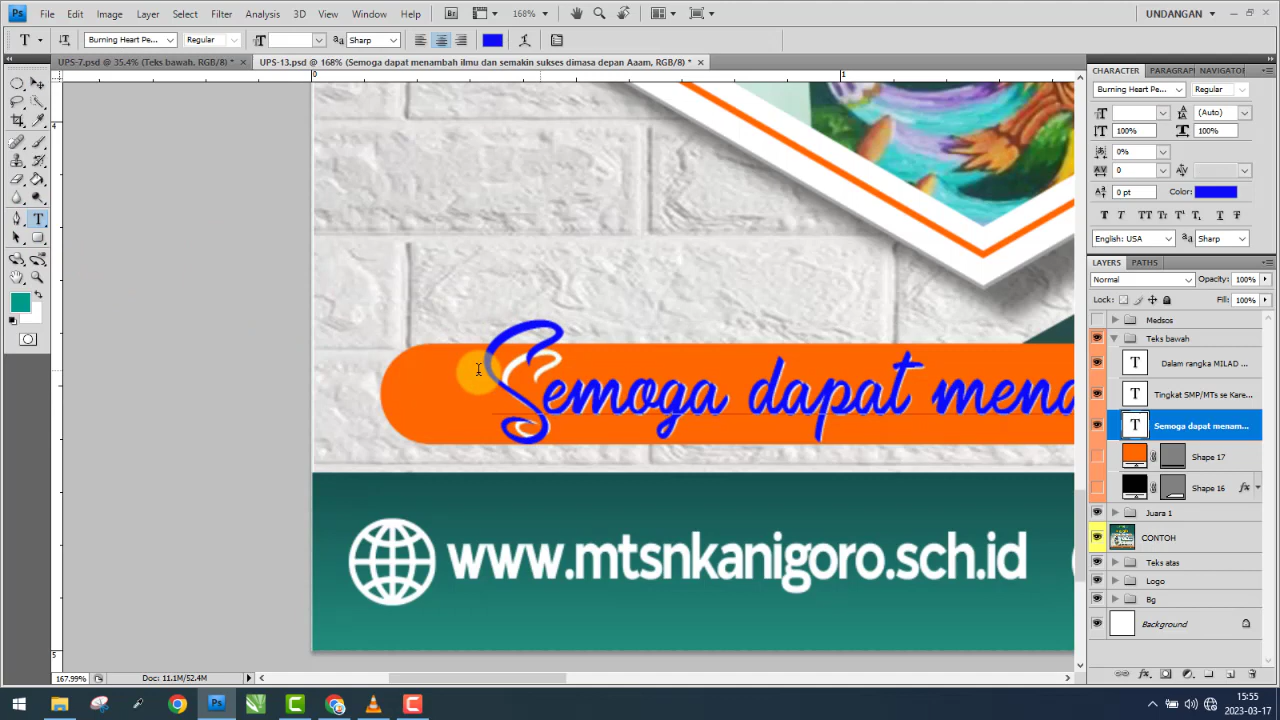 File Edit Image Layer Select Filter Analysis 3D View Window Help Br 168% UNDANGAN
T Burning Heart Pe... Regular Sharp
UPS-7.psd @ 35.4% (Teks bawah, RGB/8) * UPS-13.psd @ 168% (Semoga dapat menambah ilmu dan semakin sukses dimasa depan Aaam, RGB/8) *
0 1
4
5
Semoga dapat mena
www.mtsnkanigoro.sch.id
CHARACTER PARAGRAPH NAVIGATOR
Burning Heart Pe... Regular
(Auto)
100% 100%
0%
0
0 pt Color:
English: USA Sharp
LAYERS PATHS
Normal Opacity: 100%
Lock: Fill: 100%
Medsos
Teks bawah
Dalam rangka MILAD ...
Tingkat SMP/MTs se Kare...
Semoga dapat menam...
Shape 17
Shape 16 fx
Juara 1
CONTOH
Teks atas
Logo
Bg
Background
167.99% Doc: 11.1M/52.4M
15:55
2023-03-17